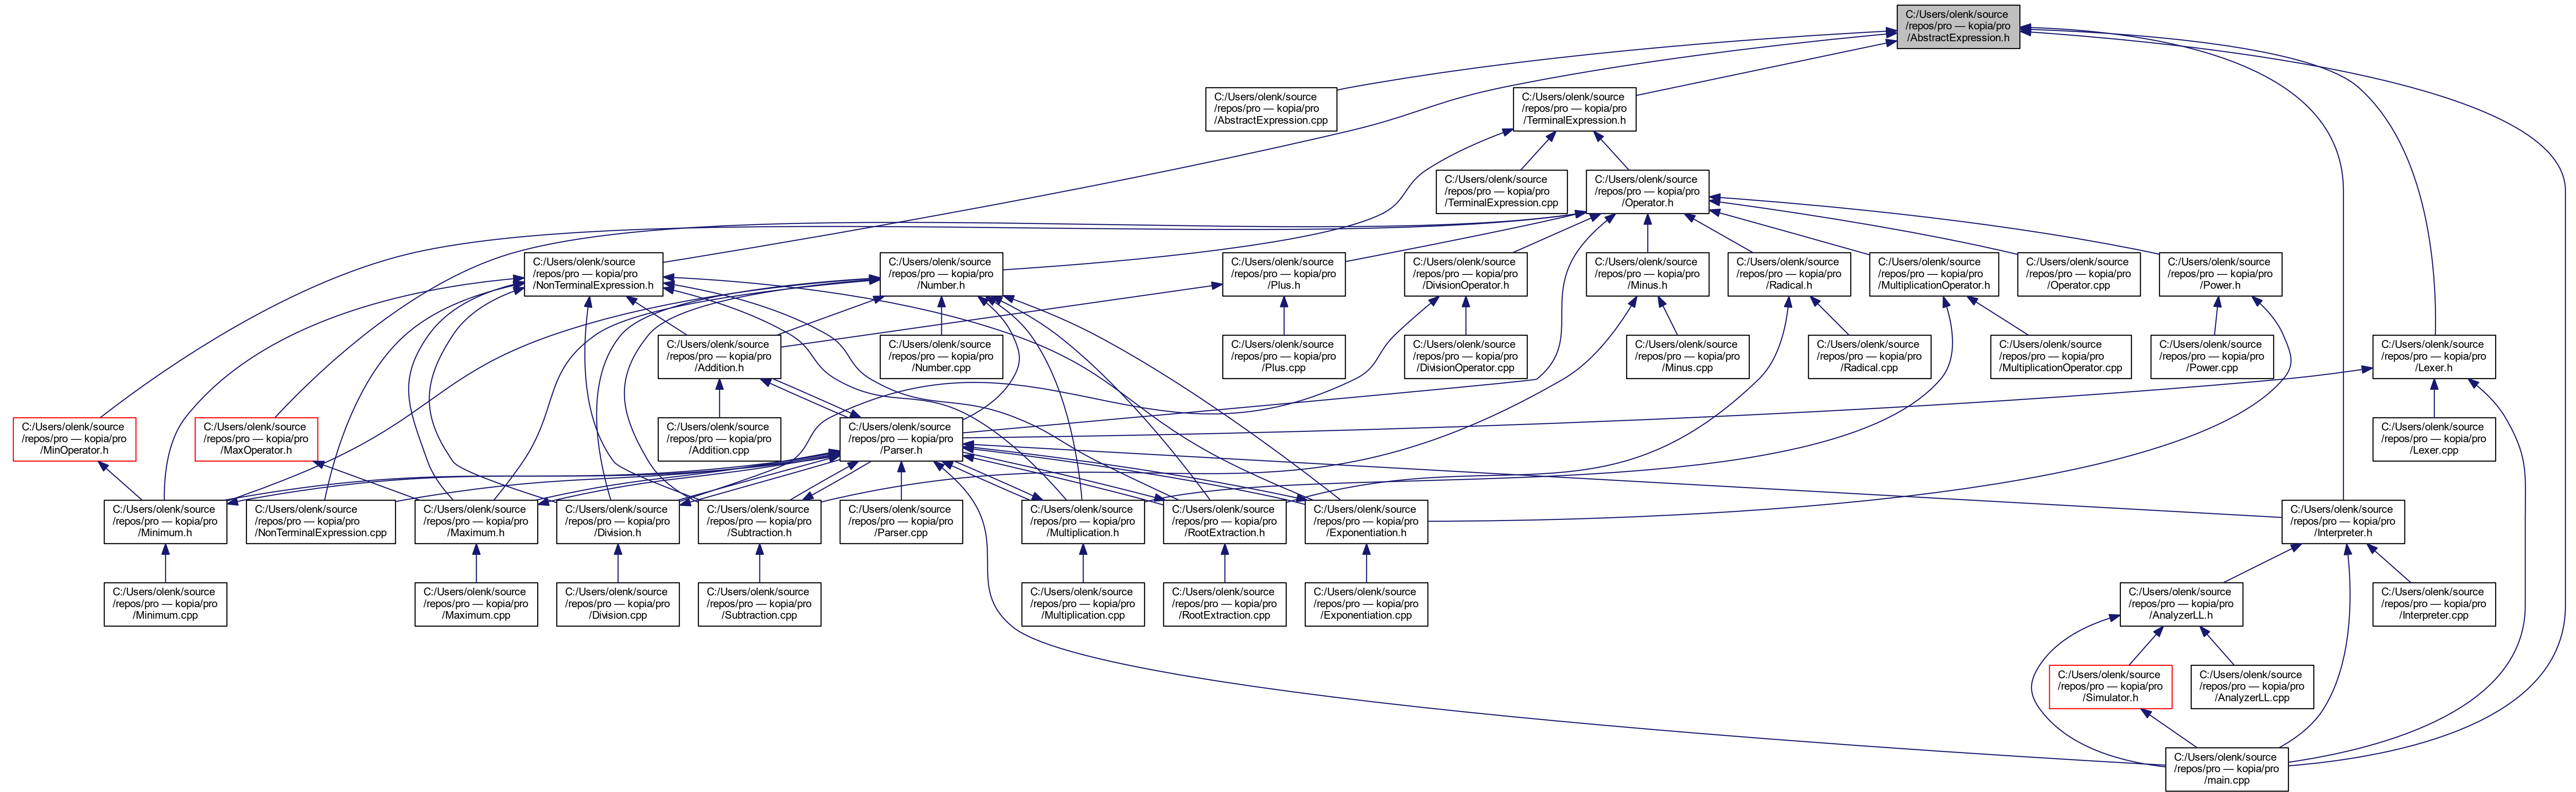 C:/Users/olenk/source
/repos/pro — kopia/pro
/AbstractExpression.h
C:/Users/olenk/source
/repos/pro — kopia/pro
/AbstractExpression.cpp
C:/Users/olenk/source
/repos/pro — kopia/pro
/TerminalExpression.h
C:/Users/olenk/source
/repos/pro — kopia/pro
/TerminalExpression.cpp
C:/Users/olenk/source
/repos/pro — kopia/pro
/Operator.h
C:/Users/olenk/source
/repos/pro — kopia/pro
/NonTerminalExpression.h
C:/Users/olenk/source
/repos/pro — kopia/pro
/Number.h
C:/Users/olenk/source
/repos/pro — kopia/pro
/Plus.h
C:/Users/olenk/source
/repos/pro — kopia/pro
/DivisionOperator.h
C:/Users/olenk/source
/repos/pro — kopia/pro
/Minus.h
C:/Users/olenk/source
/repos/pro — kopia/pro
/Radical.h
C:/Users/olenk/source
/repos/pro — kopia/pro
/MultiplicationOperator.h
C:/Users/olenk/source
/repos/pro — kopia/pro
/Operator.cpp
C:/Users/olenk/source
/repos/pro — kopia/pro
/Power.h
C:/Users/olenk/source
/repos/pro — kopia/pro
/Addition.h
C:/Users/olenk/source
/repos/pro — kopia/pro
/Number.cpp
C:/Users/olenk/source
/repos/pro — kopia/pro
/Plus.cpp
C:/Users/olenk/source
/repos/pro — kopia/pro
/DivisionOperator.cpp
C:/Users/olenk/source
/repos/pro — kopia/pro
/Minus.cpp
C:/Users/olenk/source
/repos/pro — kopia/pro
/Radical.cpp
C:/Users/olenk/source
/repos/pro — kopia/pro
/MultiplicationOperator.cpp
C:/Users/olenk/source
/repos/pro — kopia/pro
/Power.cpp
C:/Users/olenk/source
/repos/pro — kopia/pro
/Lexer.h
C:/Users/olenk/source
/repos/pro — kopia/pro
/MinOperator.h
C:/Users/olenk/source
/repos/pro — kopia/pro
/MaxOperator.h
C:/Users/olenk/source
/repos/pro — kopia/pro
/Addition.cpp
C:/Users/olenk/source
/repos/pro — kopia/pro
/Parser.h
C:/Users/olenk/source
/repos/pro — kopia/pro
/Lexer.cpp
C:/Users/olenk/source
/repos/pro — kopia/pro
/Minimum.h
C:/Users/olenk/source
/repos/pro — kopia/pro
/NonTerminalExpression.cpp
C:/Users/olenk/source
/repos/pro — kopia/pro
/Maximum.h
C:/Users/olenk/source
/repos/pro — kopia/pro
/Division.h
C:/Users/olenk/source
/repos/pro — kopia/pro
/Subtraction.h
C:/Users/olenk/source
/repos/pro — kopia/pro
/Parser.cpp
C:/Users/olenk/source
/repos/pro — kopia/pro
/Multiplication.h
C:/Users/olenk/source
/repos/pro — kopia/pro
/RootExtraction.h
C:/Users/olenk/source
/repos/pro — kopia/pro
/Exponentiation.h
C:/Users/olenk/source
/repos/pro — kopia/pro
/Interpreter.h
C:/Users/olenk/source
/repos/pro — kopia/pro
/Minimum.cpp
C:/Users/olenk/source
/repos/pro — kopia/pro
/Maximum.cpp
C:/Users/olenk/source
/repos/pro — kopia/pro
/Division.cpp
C:/Users/olenk/source
/repos/pro — kopia/pro
/Subtraction.cpp
C:/Users/olenk/source
/repos/pro — kopia/pro
/Multiplication.cpp
C:/Users/olenk/source
/repos/pro — kopia/pro
/RootExtraction.cpp
C:/Users/olenk/source
/repos/pro — kopia/pro
/Exponentiation.cpp
C:/Users/olenk/source
/repos/pro — kopia/pro
/AnalyzerLL.h
C:/Users/olenk/source
/repos/pro — kopia/pro
/Interpreter.cpp
C:/Users/olenk/source
/repos/pro — kopia/pro
/Simulator.h
C:/Users/olenk/source
/repos/pro — kopia/pro
/AnalyzerLL.cpp
C:/Users/olenk/source
/repos/pro — kopia/pro
/main.cpp